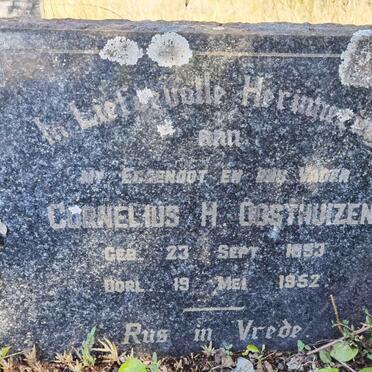 In Liefdevolle Herinnering
aan
MY EGGENOOT EN ONS VADER
CORNELIUS H. OOSTHUIZEN
GEB. 23 SEPT. 1893
OORL. 19 MEI 1952
Rus in Vrede